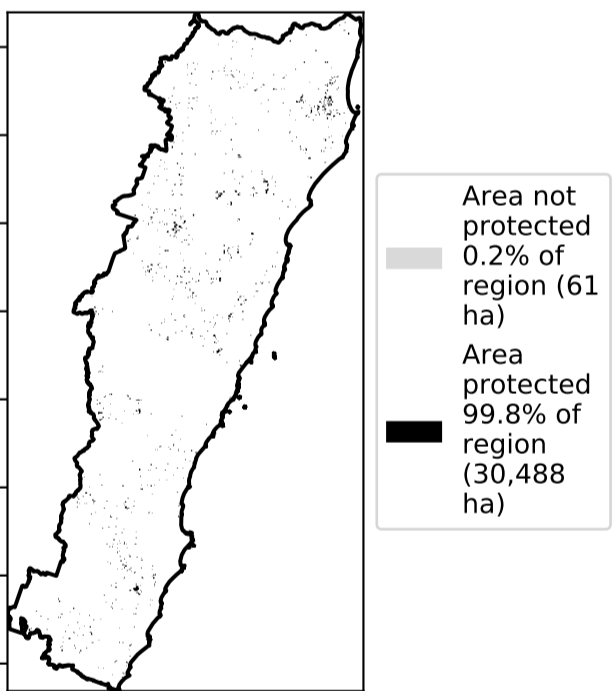 Area not
protected
0.2% of
region (61
ha)
Area
protected
99.8% of
region
(30,488
ha)